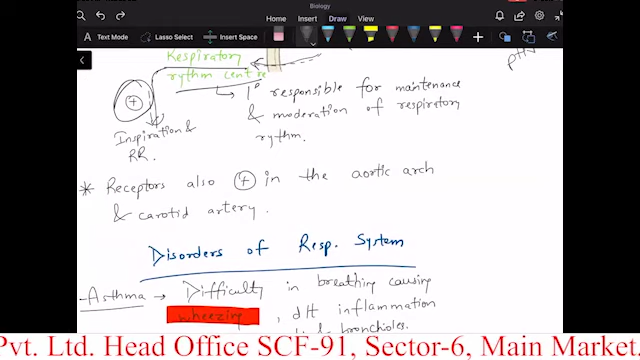 Biology
Text Mode
Lasso Select
Insert Space
Insert
Draw
View
Respiratory
rythm centre
→ 1° responsible for maintenance
& moderation of respiratory
rythm.
+
Inspiration &
RR.
* Receptors also + in the aortic arch
& carotid artery.
Disorders of Resp. System
- Asthma → Difficulty in breathing causing
wheezing, d/t inflammation
bronchioles.
Pvt. Ltd. Head Office SCF-91, Sector-6, Main Market